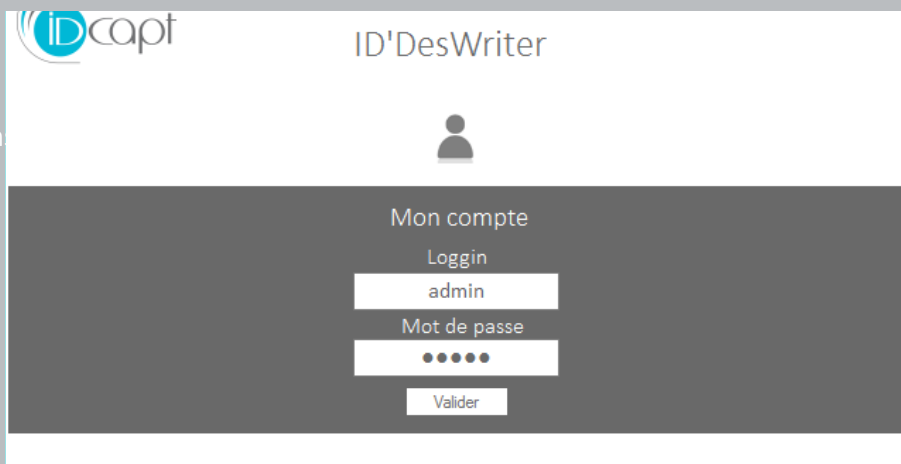 iDcapt
ID'DesWriter
Mon compte
Loggin
admin
Mot de passe
●●●●●
Valider